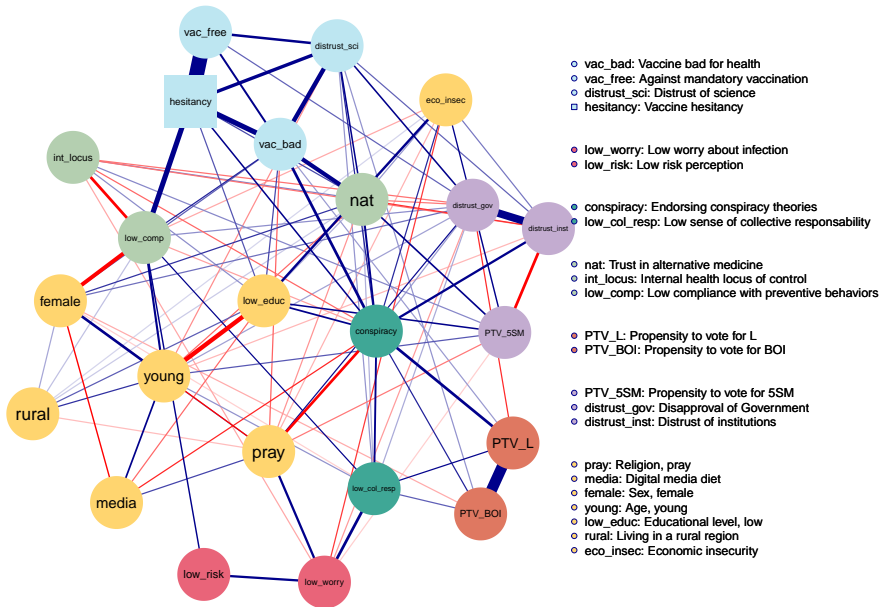 vac_free
distrust_sci
hesitancy
eco_insec
vac_bad
int_locus
nat
distrust_gov
distrust_inst
low_comp
female
low_educ
conspiracy
PTV_5SM
young
rural
pray
PTV_L
media
low_col_resp
PTV_BOI
low_risk
low_worry
vac_bad: Vaccine bad for health
vac_free: Against mandatory vaccination
distrust_sci: Distrust of science
hesitancy: Vaccine hesitancy
low_worry: Low worry about infection
low_risk: Low risk perception
conspiracy: Endorsing conspiracy theories
low_col_resp: Low sense of collective responsability
nat: Trust in alternative medicine
int_locus: Internal health locus of control
low_comp: Low compliance with preventive behaviors
PTV_L: Propensity to vote for L
PTV_BOI: Propensity to vote for BOI
PTV_5SM: Propensity to vote for 5SM
distrust_gov: Disapproval of Government
distrust_inst: Distrust of institutions
pray: Religion, pray
media: Digital media diet
female: Sex, female
young: Age, young
low_educ: Educational level, low
rural: Living in a rural region
eco_insec: Economic insecurity